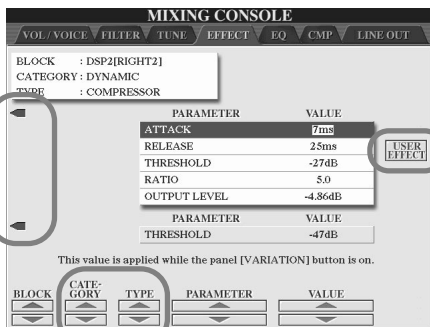 MIXING CONSOLE
VOL/VOICE FILTER TUNE EFFECT EQ CMP LINE OUT
BLOCK : DSP2[RIGHT2]
CATEGORY : DYNAMIC
TYPE : COMPRESSOR
PARAMETER VALUE
ATTACK 7ms
RELEASE 25ms
THRESHOLD -27dB
RATIO 5.0
OUTPUT LEVEL -4.86dB
USER
EFFECT
PARAMETER VALUE
THRESHOLD -47dB
This value is applied while the panel [VARIATION] button is on.
BLOCK CATE-
GORY TYPE PARAMETER VALUE